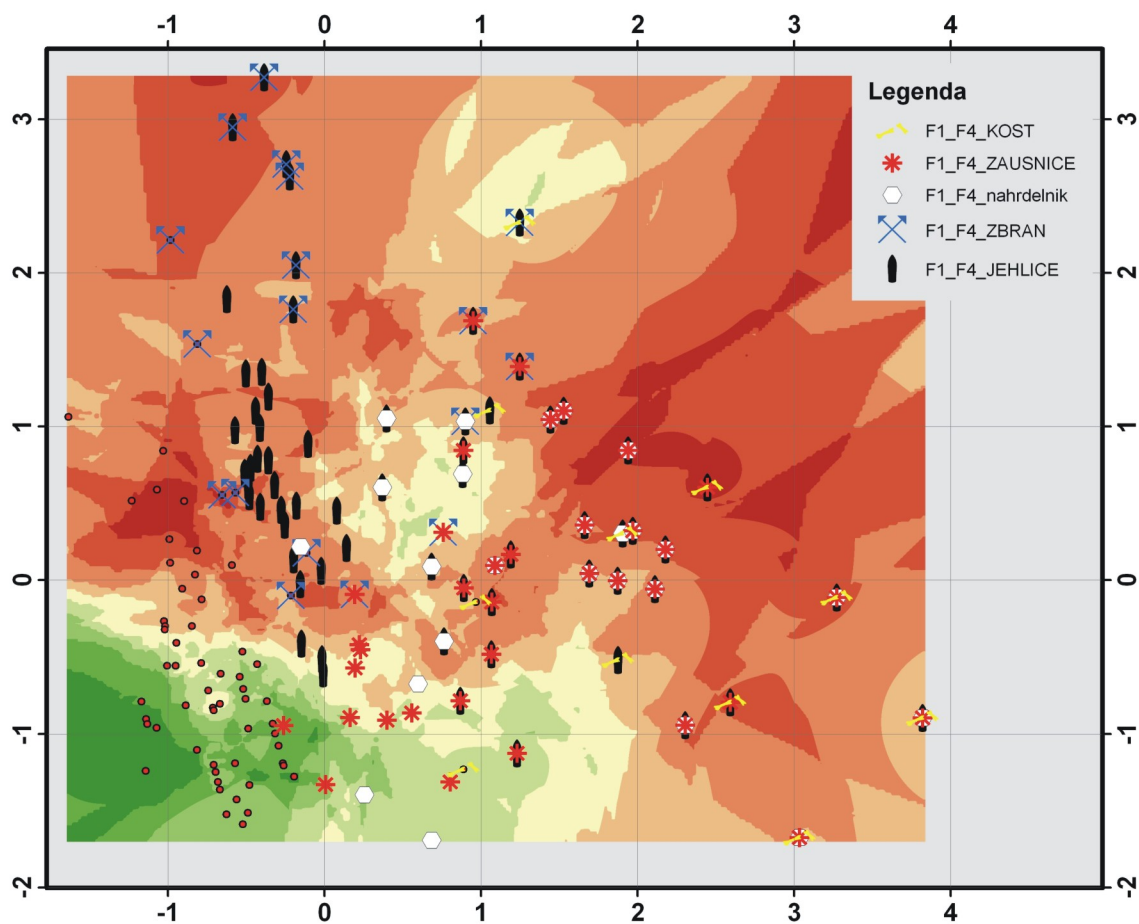 -1 0 1 2 3 4
Legenda
F1_F4_KOST
F1_F4_ZAUSNICE
F1_F4_nahrdelnik
F1_F4_ZBRAN
F1_F4_JEHLICE
3 3
2 2
1 1
0 0
-1 -1
-2 -2
-1 0 1 2 3 4